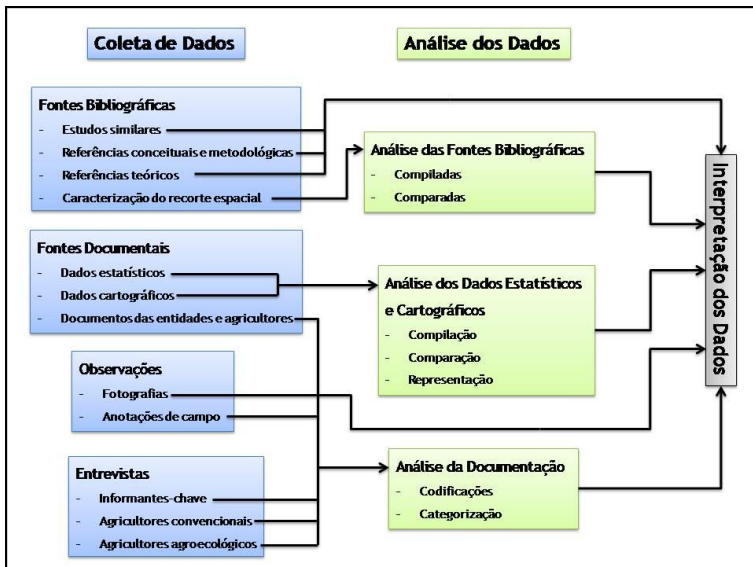 Coleta de Dados
Análise dos Dados
Fontes Bibliográficas
- Estudos similares
- Referências conceituais e metodológicas
- Referências teóricos
- Caracterização do recorte espacial
Fontes Documentais
- Dados estatísticos
- Dados cartográficos
- Documentos das entidades e agricultores
Observações
- Fotografias
- Anotações de campo
Entrevistas
- Informantes-chave
- Agricultores convencionais
- Agricultores agroecológicos
Análise das Fontes Bibliográficas
- Compiladas
- Comparadas
Análise dos Dados Estatísticos
e Cartográficos
- Compilação
- Comparação
- Representação
Análise da Documentação
- Codificações
- Categorização
Interpretação dos Dados